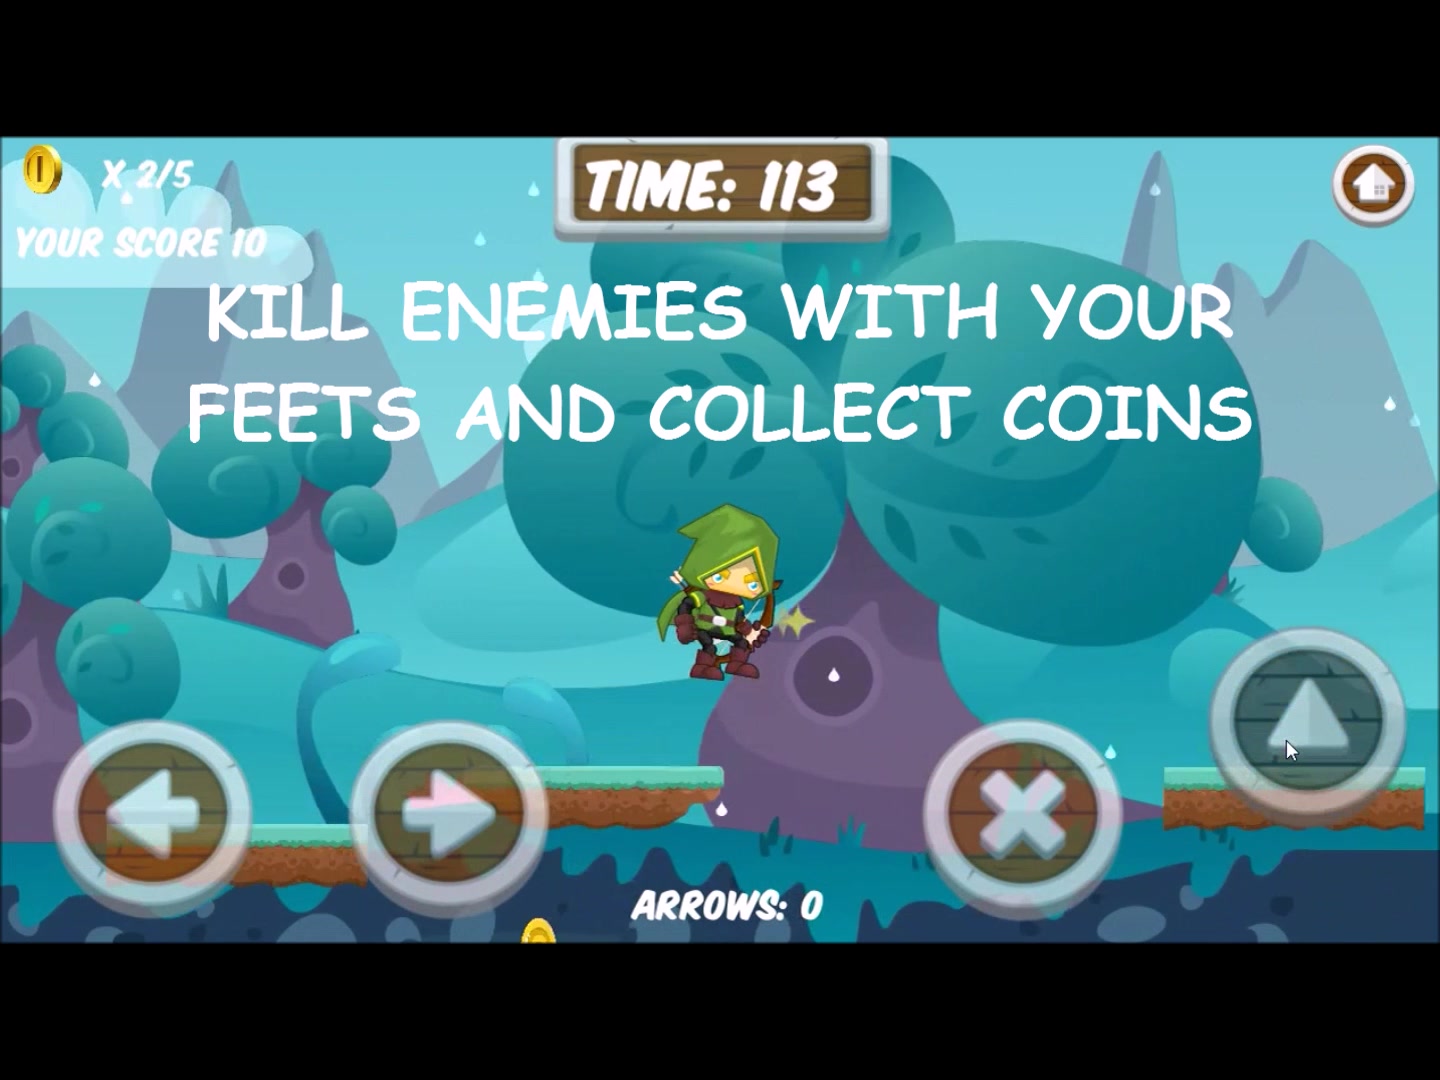 X 2/5
TIME: 113
YOUR SCORE 10
KILL ENEMIES WITH YOUR
FEETS AND COLLECT COINS
ARROWS: 0